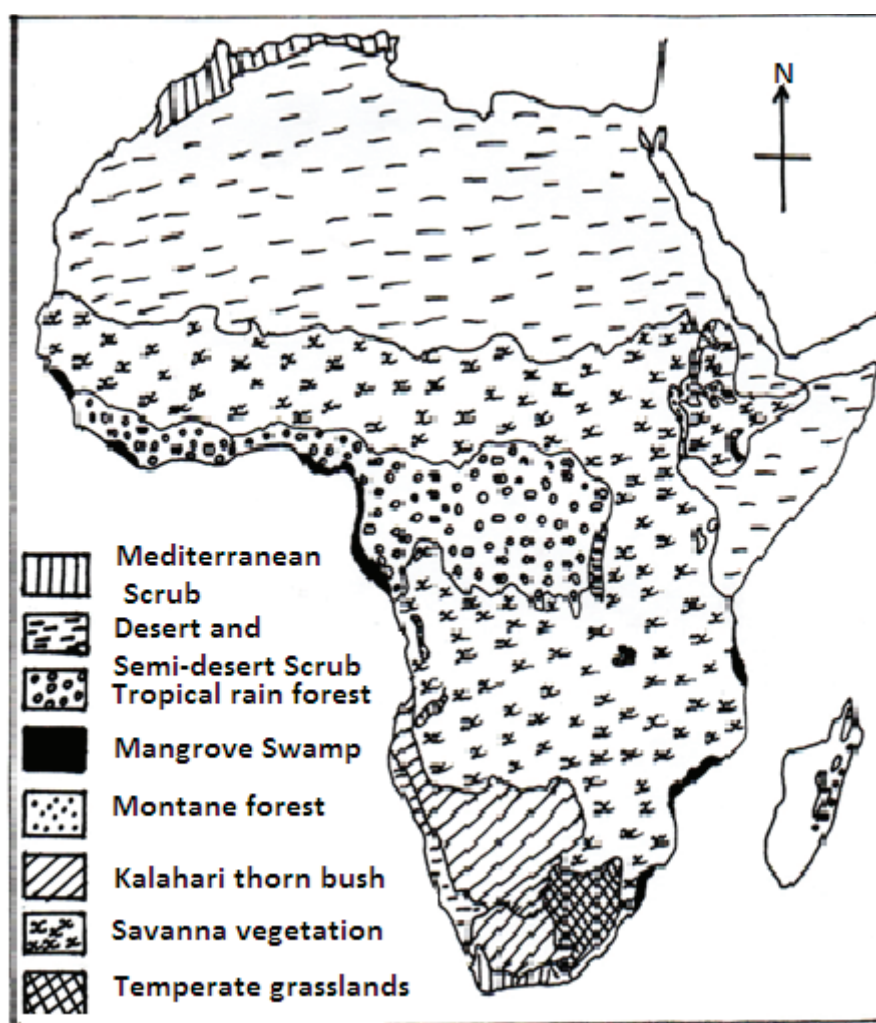 N
Mediterranean
Scrub
Desert and
Semi-desert Scrub
Tropical rain forest
Mangrove Swamp
Montane forest
Kalahari thorn bush
Savanna vegetation
Temperate grasslands